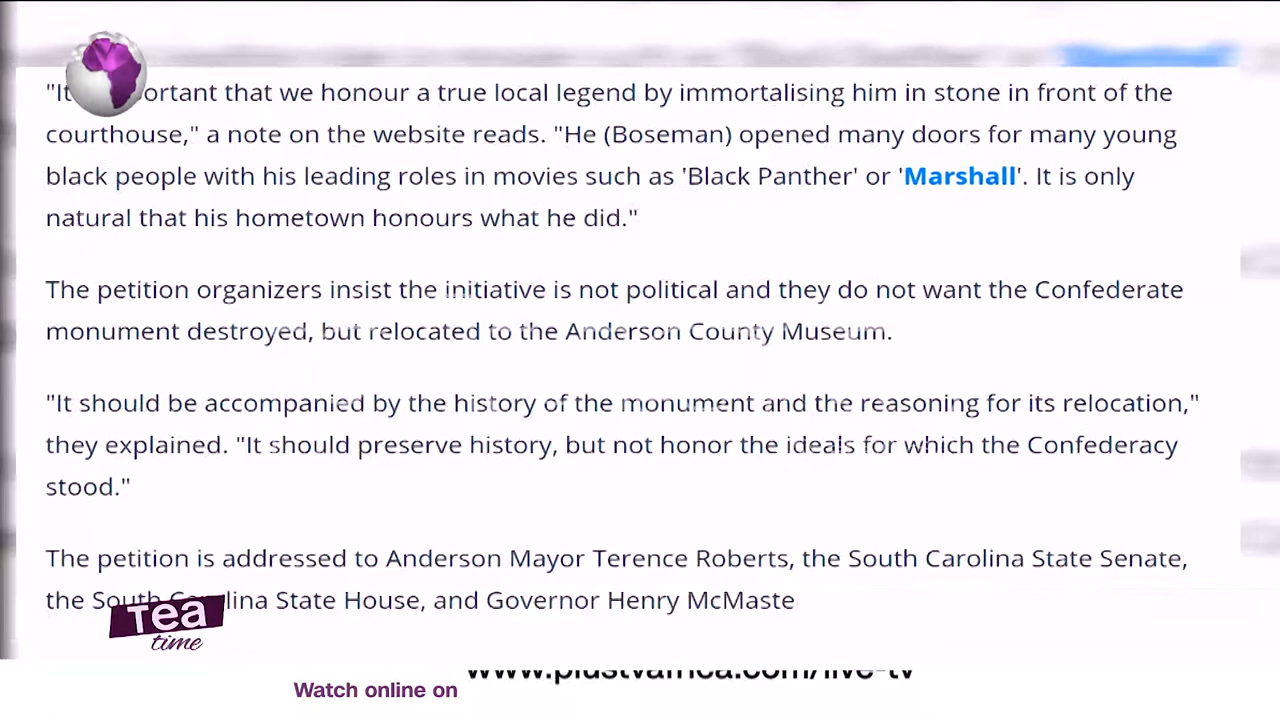 "It ortant that we honour a true local legend by immortalising him in stone in front of the
courthouse," a note on the website reads. "He (Boseman) opened many doors for many young
black people with his leading roles in movies such as 'Black Panther' or 'Marshall'. It is only
natural that his hometown honours what he did."
The petition organizers insist the initiative is not political and they do not want the Confederate
monument destroyed, but relocated to the Anderson County Museum.
"It should be accompanied by the history of the monument and the reasoning for its relocation,"
they explained. "It should preserve history, but not honor the ideals for which the Confederacy
stood."
The petition is addressed to Anderson Mayor Terence Roberts, the South Carolina State Senate,
the South Carolina State House, and Governor Henry McMaste
Tea
time
Watch online on www.plustvafrica.com/live-tv